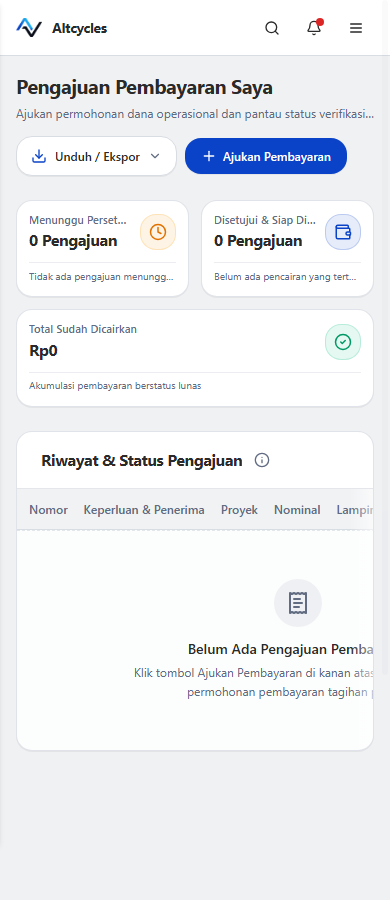 Altcycles
Pengajuan Pembayaran Saya
Ajukan permohonan dana operasional dan pantau status verifikasi...
Unduh / Ekspor
Ajukan Pembayaran
Menunggu Perset...
0 Pengajuan
Tidak ada pengajuan menungg...
Disetujui & Siap Di...
0 Pengajuan
Belum ada pencairan yang tert...
Total Sudah Dicairkan
Rp0
Akumulasi pembayaran berstatus lunas
Riwayat & Status Pengajuan
Nomor Keperluan & Penerima Proyek Nominal
Belum Ada Pengajuan Pemba
Klik tombol Ajukan Pembayaran di kanan atas
permohonan pembayaran tagihan